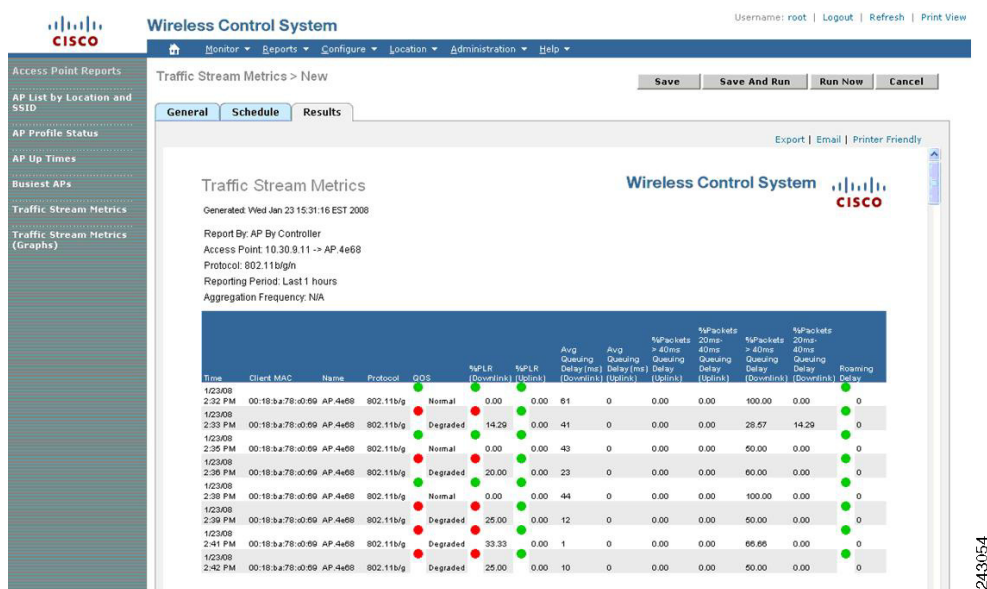 Username: root | Logout | Refresh | Print View
CISCO
Wireless Control System
Monitor Reports Configure Location Administration Help
Access Point Reports
AP List by Location and
SSID
AP Profile Status
AP Up Times
Busiest APs
Traffic Stream Metrics
Traffic Stream Metrics
(Graphs)
Traffic Stream Metrics > New
Save Save And Run Run Now Cancel
General Schedule Results
Export | Email | Printer Friendly
Traffic Stream Metrics
Wireless Control System
CISCO
Generated: Wed Jan 23 15:31:16 EST 2008
Report By: AP By Controller
Access Point: 10.30.9.11 -> AP.4e68
Protocol: 802.11b/g/n
Reporting Period: Last 1 hours
Aggregation Frequency: N/A
%Packets %Packets
%Packets 20ms- %Packets 20ms-
Avg Avg > 40ms 40ms > 40ms 40ms
Queuing Queuing Queuing Queuing Queuing Queuing
%PLR %PLR Delay (ms) Delay (ms) Delay Delay Delay Delay Roaming
Time Client MAC Name Protocol QOS (Downlink) (Uplink) (Downlink) (Uplink) (Uplink) (Uplink) (Downlink) (Downlink) Delay
1/23/08
2:32 PM 00:18:ba:78:c0:69 AP.4e68 802.11b/g Normal 0.00 0.00 61 0 0.00 0.00 100.00 0.00 0
1/23/08
2:33 PM 00:18:ba:78:c0:69 AP.4e68 802.11b/g Degraded 14.29 0.00 41 0 0.00 0.00 28.57 14.29 0
1/23/08
2:35 PM 00:18:ba:78:c0:69 AP.4e68 802.11b/g Normal 0.00 0.00 43 0 0.00 0.00 50.00 0.00 0
1/23/08
2:36 PM 00:18:ba:78:c0:69 AP.4e68 802.11b/g Degraded 20.00 0.00 23 0 0.00 0.00 60.00 0.00 0
1/23/08
2:38 PM 00:18:ba:78:c0:69 AP.4e68 802.11b/g Normal 0.00 0.00 44 0 0.00 0.00 100.00 0.00 0
1/23/08
2:39 PM 00:18:ba:78:c0:69 AP.4e68 802.11b/g Degraded 25.00 0.00 12 0 0.00 0.00 50.00 0.00 0
1/23/08
2:41 PM 00:18:ba:78:c0:69 AP.4e68 802.11b/g Degraded 33.33 0.00 1 0 0.00 0.00 66.66 0.00 0
1/23/08
2:42 PM 00:18:ba:78:c0:69 AP.4e68 802.11b/g Degraded 25.00 0.00 10 0 0.00 0.00 50.00 0.00 0
243054